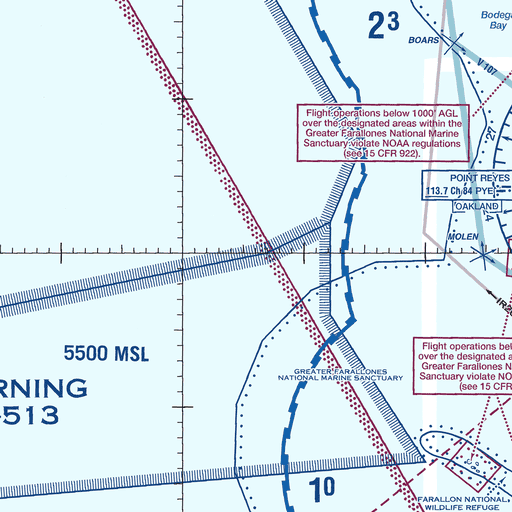 2³
Bodega
Bay
BOARS
V 107
Flight operations below 1000' AGL
over the designated areas within the
Greater Farallones National Marine
Sanctuary violate NOAA regulations
(see 15 CFR 922).
27
POINT REYES
113.7 Ch 84 PYE
OAKLAND
MOLEN
IR-2
Flight operations bel
over the designated a
Greater Farallones N
Sanctuary violate NO
(see 15 CFR
5500 MSL
GREATER FARALLONES
NATIONAL MARINE SANCTUARY
RNING
-513
1⁰
FARALLON NATIONAL
WILDLIFE REFUGE